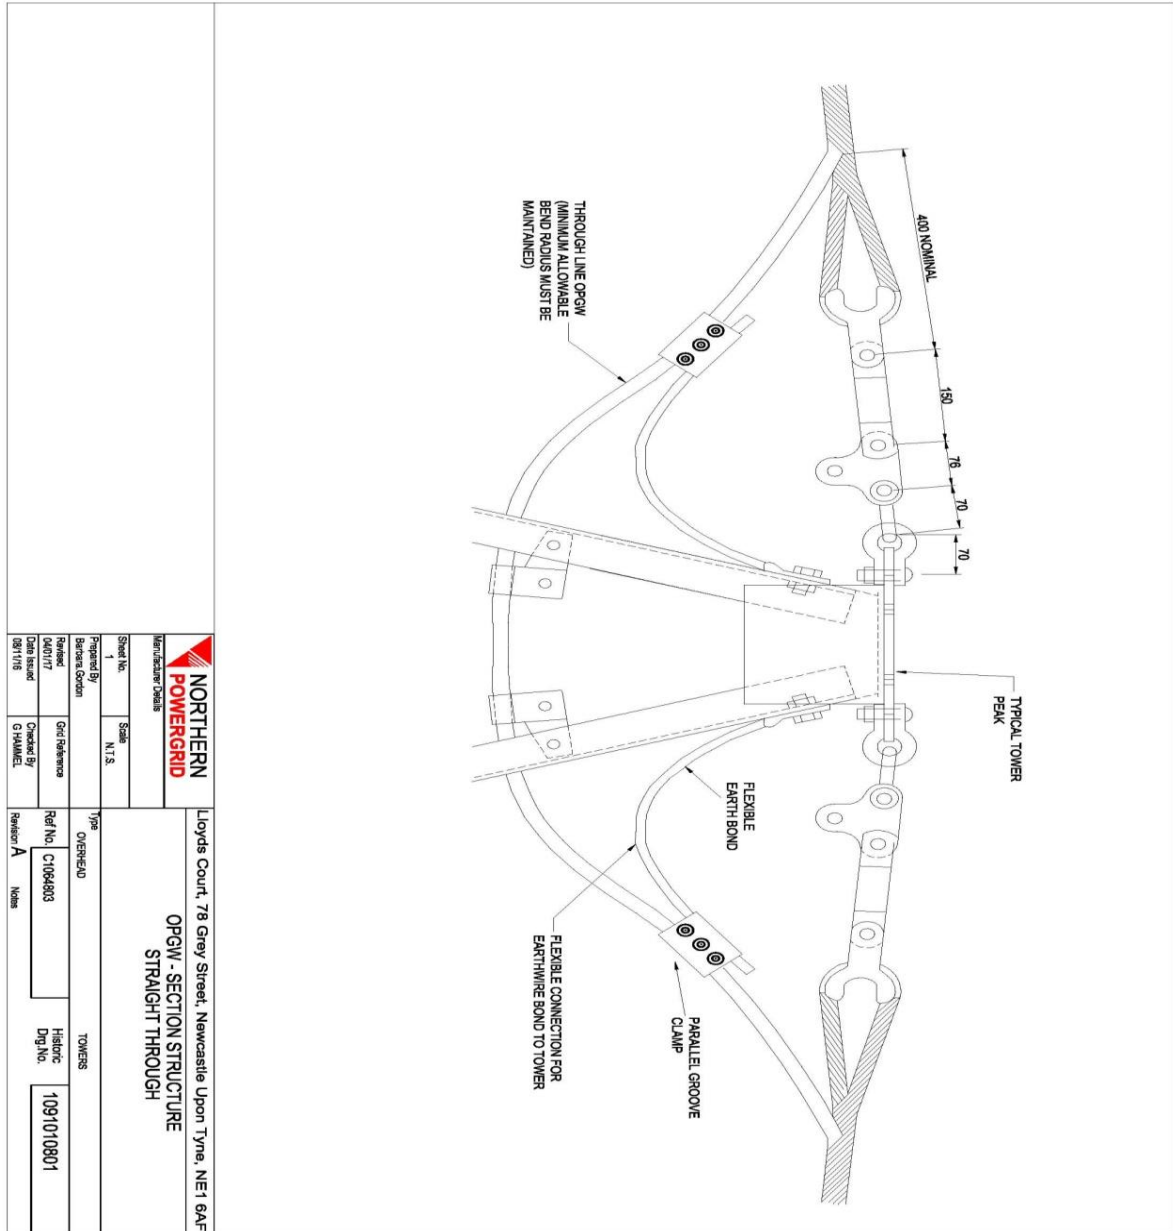 400 NOMINAL
150
76
70
70
TYPICAL TOWER
PEAK
THROUGH LINE OPGW
(MINIMUM ALLOWABLE
BEND RADIUS MUST BE
MAINTAINED)
FLEXIBLE
EARTH BOND
FLEXIBLE CONNECTION FOR
EARTHWIRE BOND TO TOWER
PARALLEL GROOVE
CLAMP
NORTHERN
POWERGRID
Lloyds Court, 78 Grey Street, Newcastle Upon Tyne, NE1 6AF
Manufacturer Details
OPGW - SECTION STRUCTURE
STRAIGHT THROUGH
Sheet No.
1
Scale
N.T.S.
Prepared By
Barbara Gordon
Type
OVERHEAD
TOWERS
Revised
04/01/17
Grid Reference
Ref No.
C1064803
Historic
Drg.No.
1091010801
Date Issued
08/11/16
Checked By
G HAMMEL
Revision A
Notes